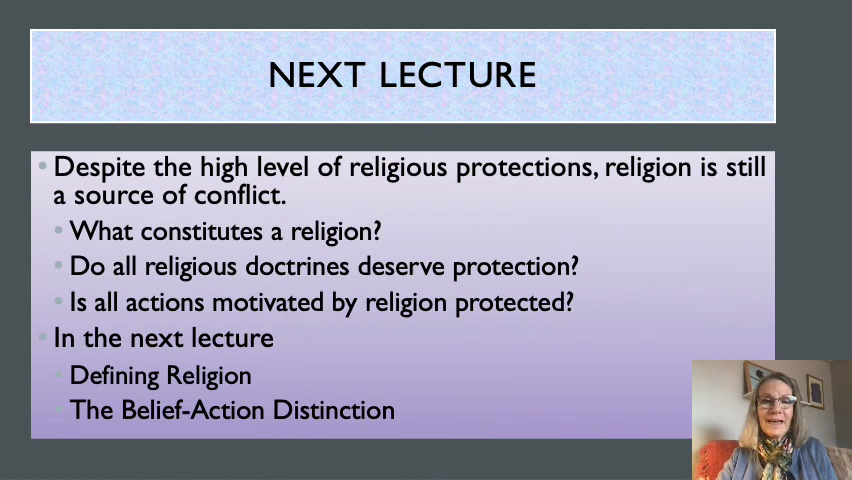 NEXT LECTURE
• Despite the high level of religious protections, religion is still
a source of conflict.
• What constitutes a religion?
• Do all religious doctrines deserve protection?
• Is all actions motivated by religion protected?
• In the next lecture
• Defining Religion
• The Belief-Action Distinction